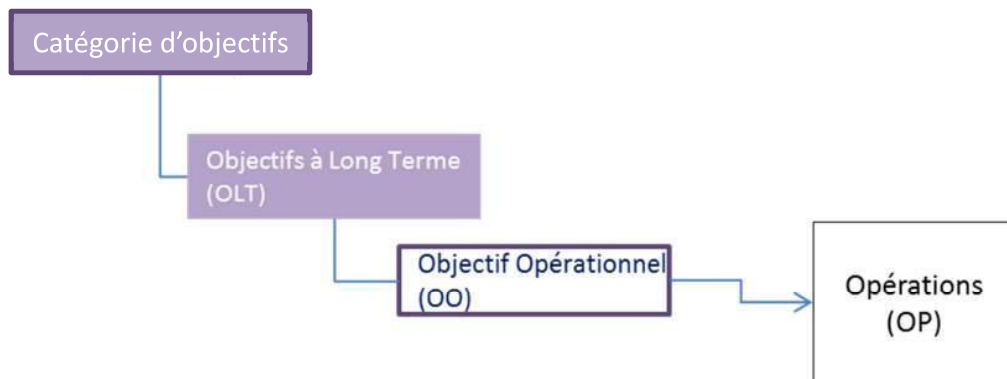 Catégorie d’objectifs
Objectifs à Long Terme
(OLT)
Objectif Opérationnel
(OO)
Opérations
(OP)